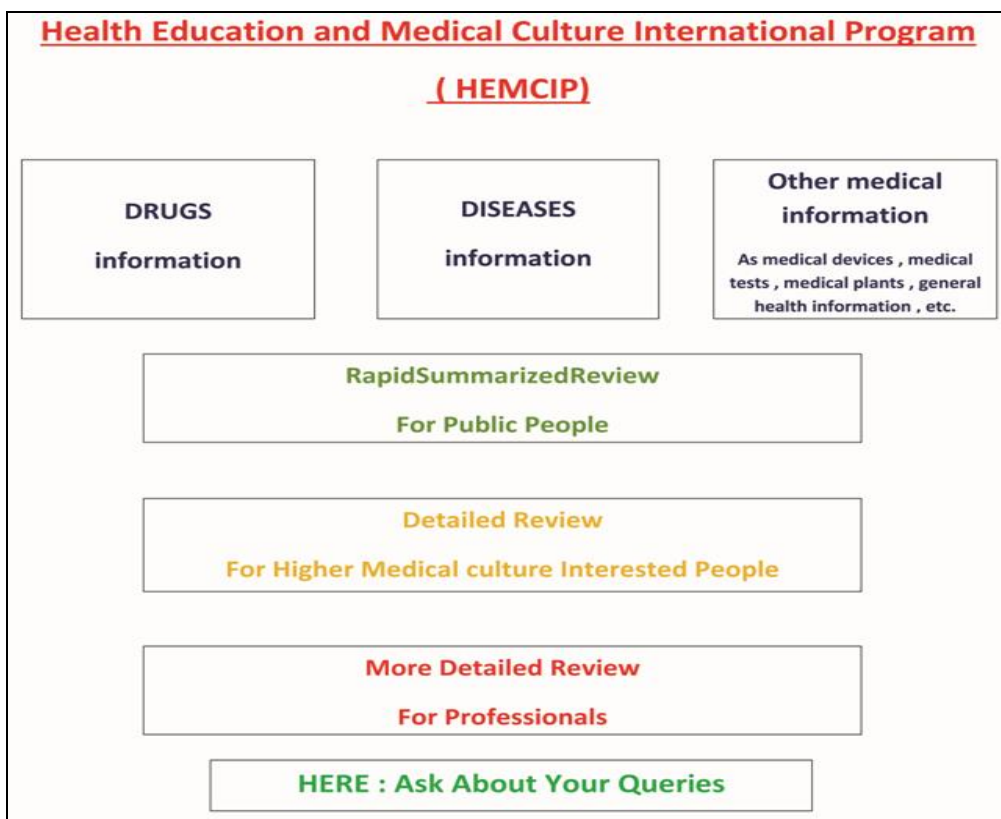 Health Education and Medical Culture International Program
( HEMCIP)
DRUGS
information
DISEASES
information
Other medical
information
As medical devices , medical
tests , medical plants , general
health information , etc.
RapidSummarizedReview
For Public People
Detailed Review
For Higher Medical culture Interested People
More Detailed Review
For Professionals
HERE : Ask About Your Queries